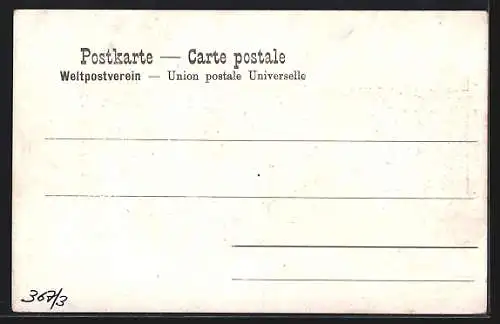 Postkarte — Carte postale
Weltpostverein — Union postale Universelle
367/3